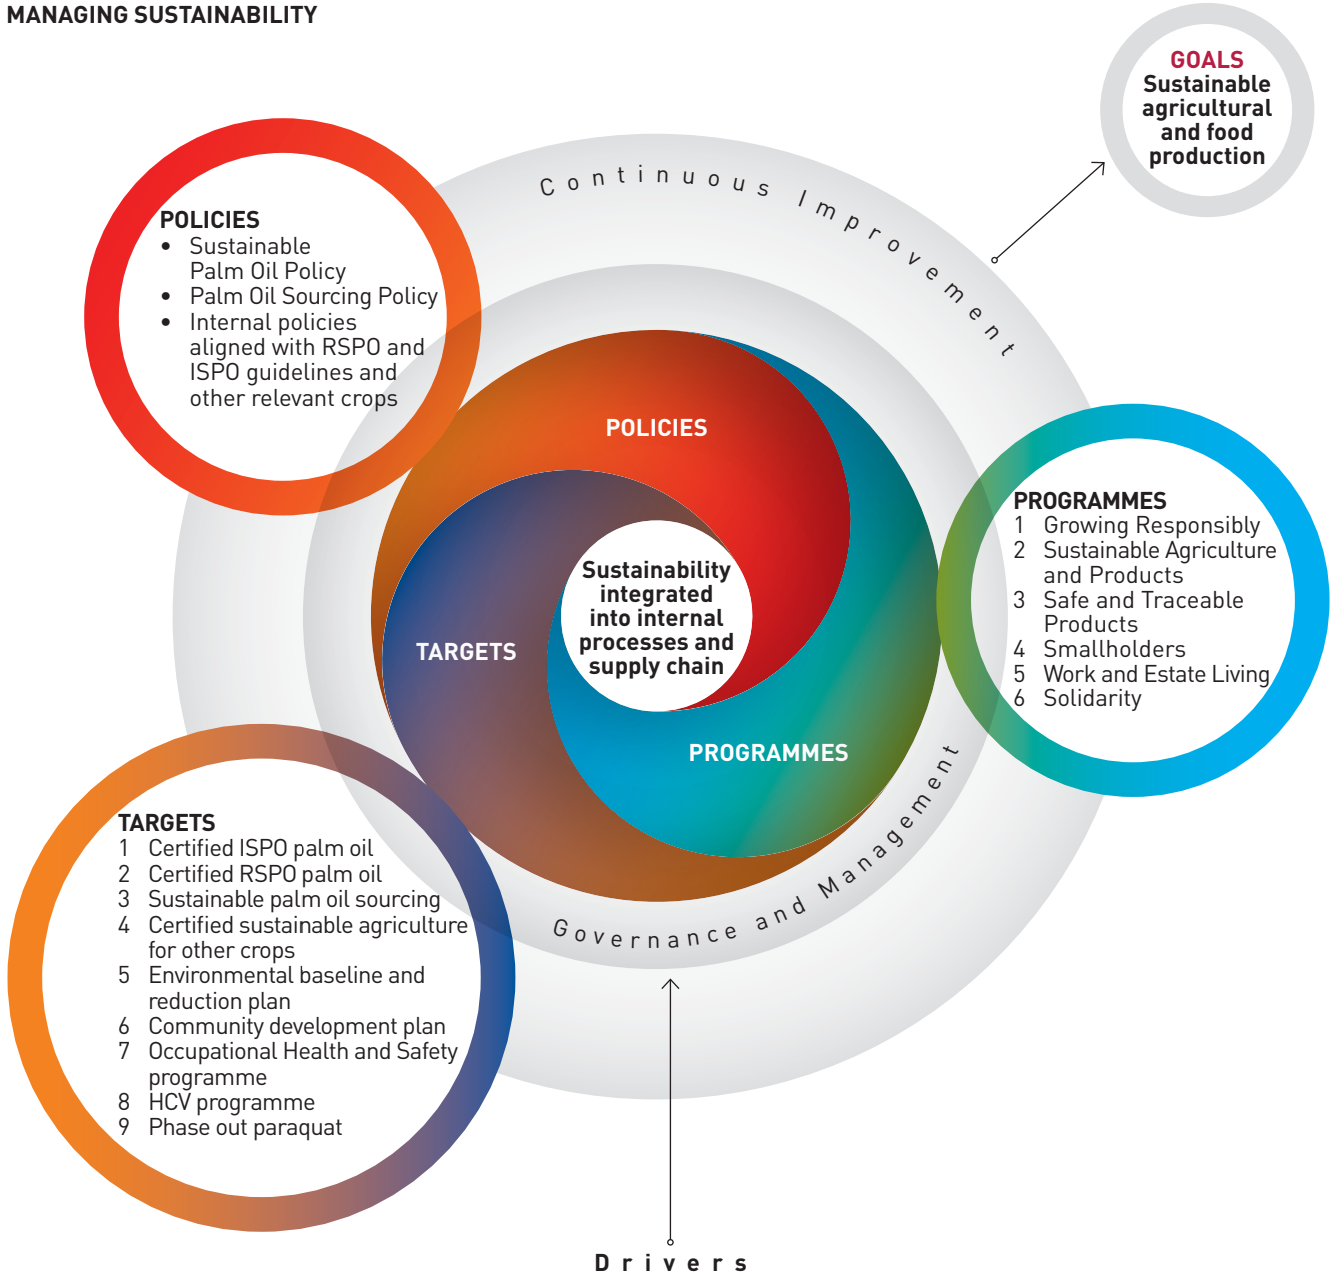 MANAGING SUSTAINABILITY
GOALS
Sustainable
agricultural
and food
production
Continuous Improvement
POLICIES
• Sustainable
Palm Oil Policy
• Palm Oil Sourcing Policy
• Internal policies
aligned with RSPO and
ISPO guidelines and
other relevant crops
POLICIES
PROGRAMMES
1 Growing Responsibly
2 Sustainable Agriculture
and Products
3 Safe and Traceable
Products
4 Smallholders
5 Work and Estate Living
6 Solidarity
Sustainability
integrated
into internal
processes and
supply chain
TARGETS
PROGRAMMES
Governance and Management
TARGETS
1 Certified ISPO palm oil
2 Certified RSPO palm oil
3 Sustainable palm oil sourcing
4 Certified sustainable agriculture
for other crops
5 Environmental baseline and
reduction plan
6 Community development plan
7 Occupational Health and Safety
programme
8 HCV programme
9 Phase out paraquat
Drivers